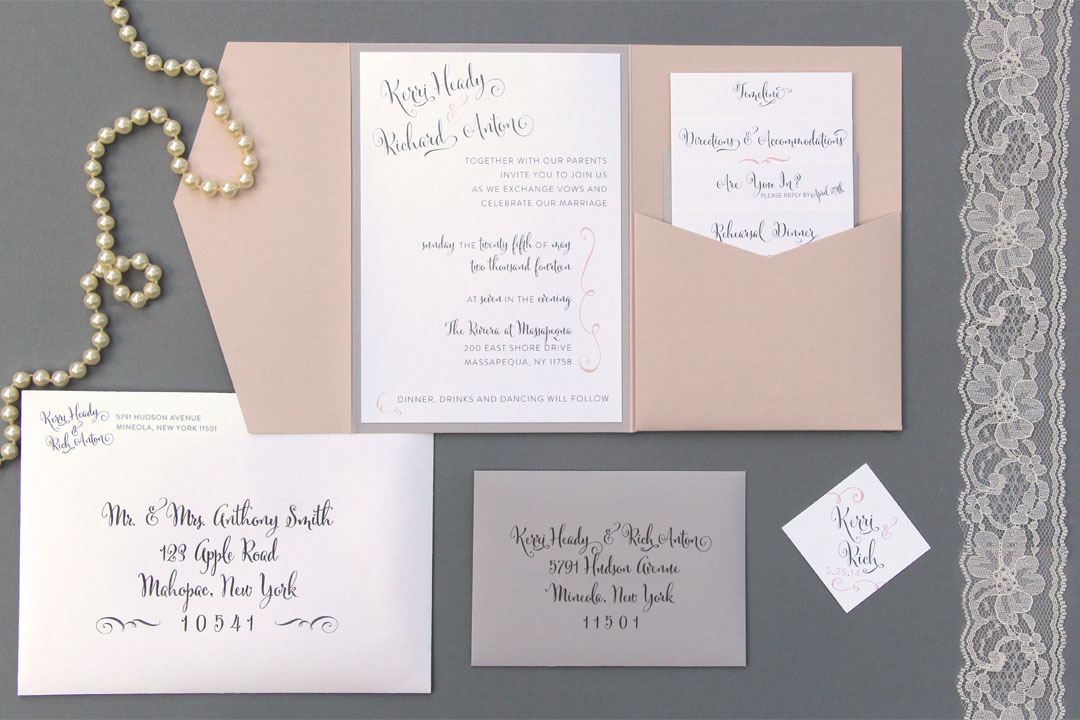 Kerri Heady
&
Richard Anton
TOGETHER WITH OUR PARENTS
INVITE YOU TO JOIN US
AS WE EXCHANGE VOWS AND
CELEBRATE OUR MARRIAGE
sunday THE twenty fifth OF may
two thousand fourteen
AT seven IN THE evening
The Riviera at Massapequa
200 EAST SHORE DRIVE
MASSAPEQUA, NY 11758
DINNER, DRINKS AND DANCING WILL FOLLOW
Timeline
Directions & Accommodations
Are You In?
PLEASE REPLY BY April 25th
Rehearsal Dinner
Kerri Heady
&
Rich Anton
5791 HUDSON AVENUE
MINEOLA, NEW YORK 11501
Mr. & Mrs. Anthony Smith
123 Apple Road
Mahopac, New York
10541
Kerri Heady & Rich Anton
5791 Hudson Avenue
Mineola, New York
11501
Kerri
&
Rich
5.25.14